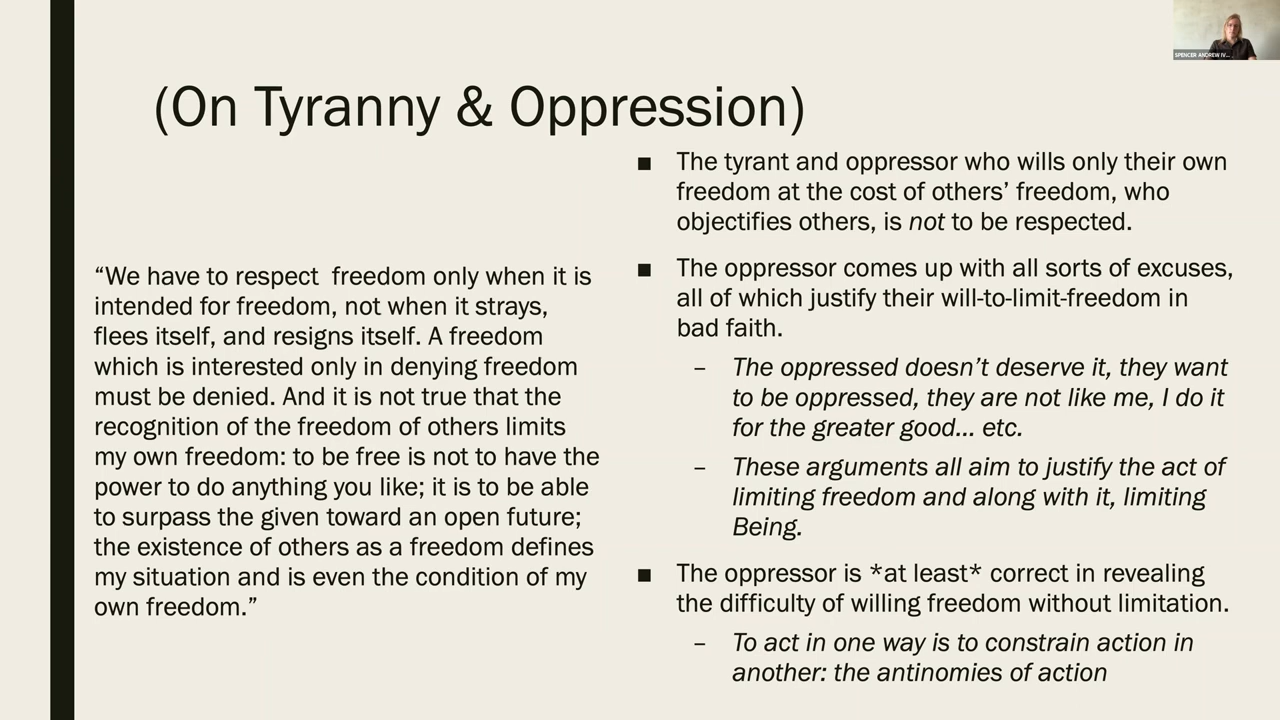 SPENCER ANDREW IV...
(On Tyranny & Oppression)
“We have to respect  freedom only when it is
intended for freedom, not when it strays,
flees itself, and resigns itself. A freedom
which is interested only in denying freedom
must be denied. And it is not true that the
recognition of the freedom of others limits
my own freedom: to be free is not to have the
power to do anything you like; it is to be able
to surpass the given toward an open future;
the existence of others as a freedom defines
my situation and is even the condition of my
own freedom.”
■ The tyrant and oppressor who wills only their own
freedom at the cost of others’ freedom, who
objectifies others, is not to be respected.
■ The oppressor comes up with all sorts of excuses,
all of which justify their will-to-limit-freedom in
bad faith.
– The oppressed doesn’t deserve it, they want
to be oppressed, they are not like me, I do it
for the greater good... etc.
– These arguments all aim to justify the act of
limiting freedom and along with it, limiting
Being.
■ The oppressor is *at least* correct in revealing
the difficulty of willing freedom without limitation.
– To act in one way is to constrain action in
another: the antinomies of action